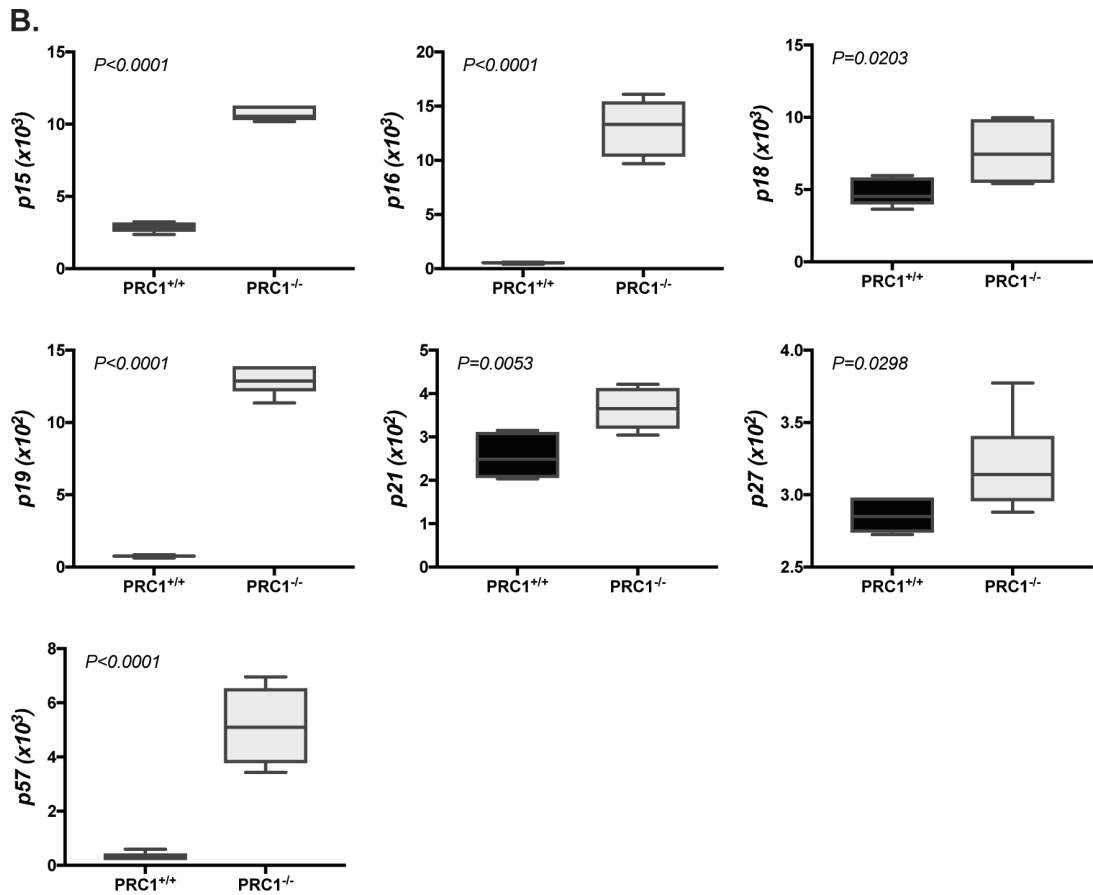 B.
P<0.0001
p15 (x10³)
15
10
5
0
PRC1⁺/⁺ PRC1⁻/⁻
P<0.0001
p16 (x10³)
20
15
10
5
0
PRC1⁺/⁺ PRC1⁻/⁻
P=0.0203
p18 (x10³)
15
10
5
0
PRC1⁺/⁺ PRC1⁻/⁻
P<0.0001
p19 (x10²)
15
10
5
0
PRC1⁺/⁺ PRC1⁻/⁻
P=0.0053
p21 (x10²)
5
4
3
2
1
0
PRC1⁺/⁺ PRC1⁻/⁻
P=0.0298
p27 (x10²)
4.0
3.5
3.0
2.5
PRC1⁺/⁺ PRC1⁻/⁻
P<0.0001
p57 (x10³)
8
6
4
2
0
PRC1⁺/⁺ PRC1⁻/⁻